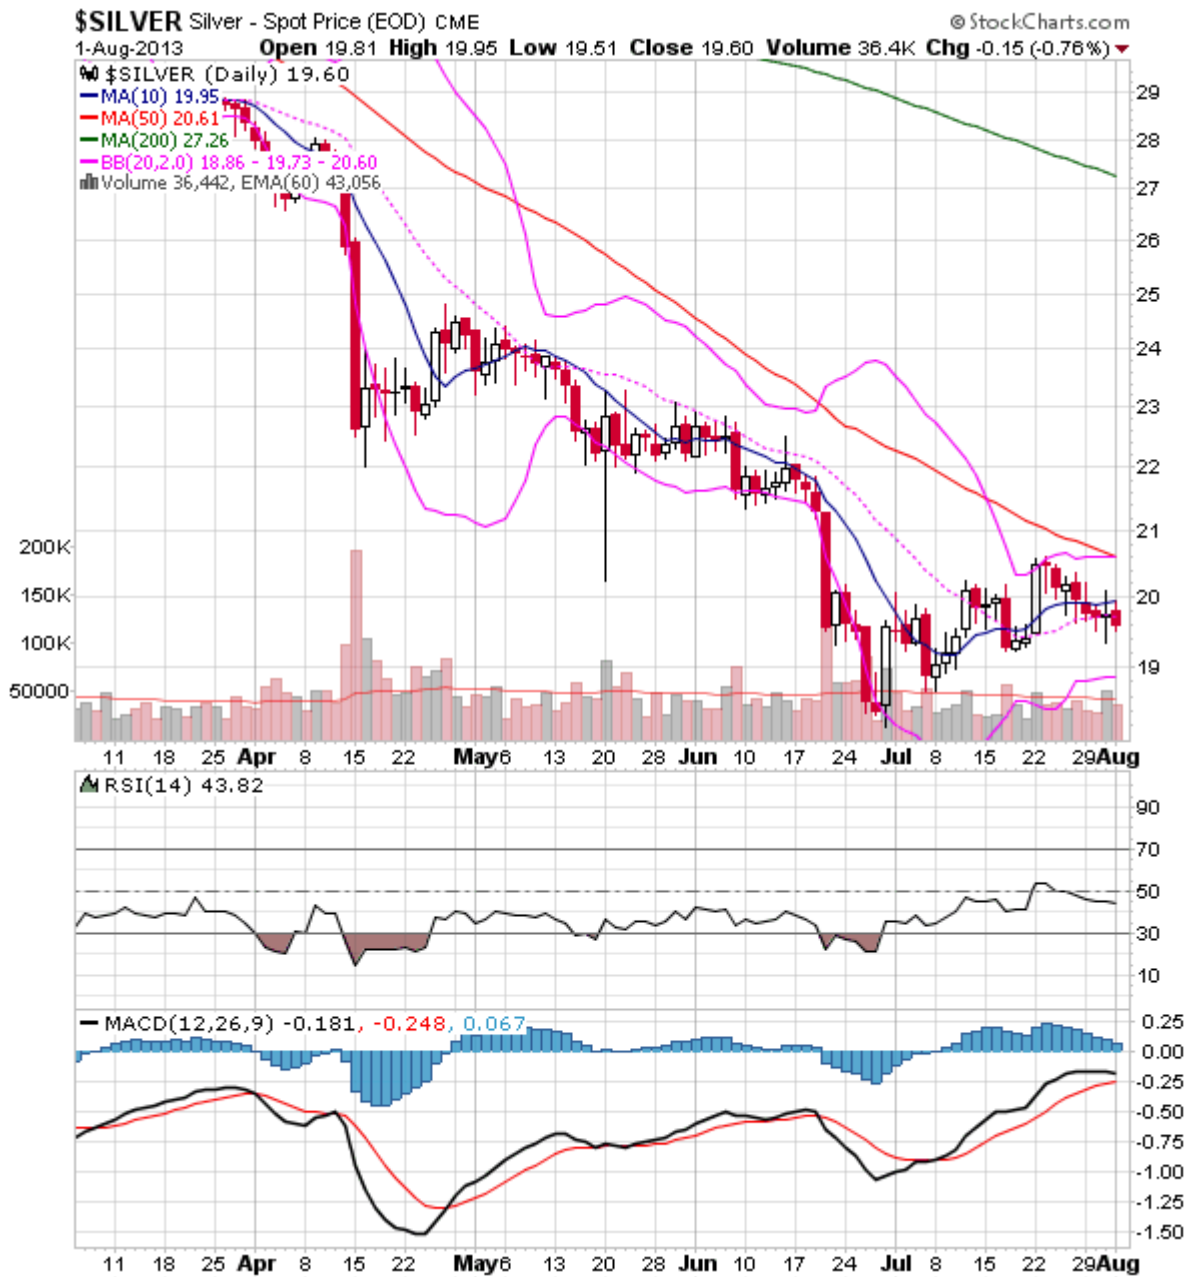 $SILVER Silver - Spot Price (EOD) CME © StockCharts.com
1-Aug-2013 Open 19.81 High 19.95 Low 19.51 Close 19.60 Volume 36.4K Chg -0.15 (-0.76%)
$SILVER (Daily) 19.60
MA(10) 19.95
MA(50) 20.61
MA(200) 27.26
BB(20,2.0) 18.86 - 19.73 - 20.60
Volume 36,442, EMA(60) 43,056
29
28
27
26
25
24
23
22
21
20
19
200K
150K
100K
50000
11 18 25 Apr 8 15 22 May 6 13 20 28 Jun 10 17 24 Jul 8 15 22 29 Aug
RSI(14) 43.82
90
70
50
30
10
MACD(12,26,9) -0.181, -0.248, 0.067
0.25
0.00
-0.25
-0.50
-0.75
-1.00
-1.25
-1.50
11 18 25 Apr 8 15 22 May 6 13 20 28 Jun 10 17 24 Jul 8 15 22 29 Aug